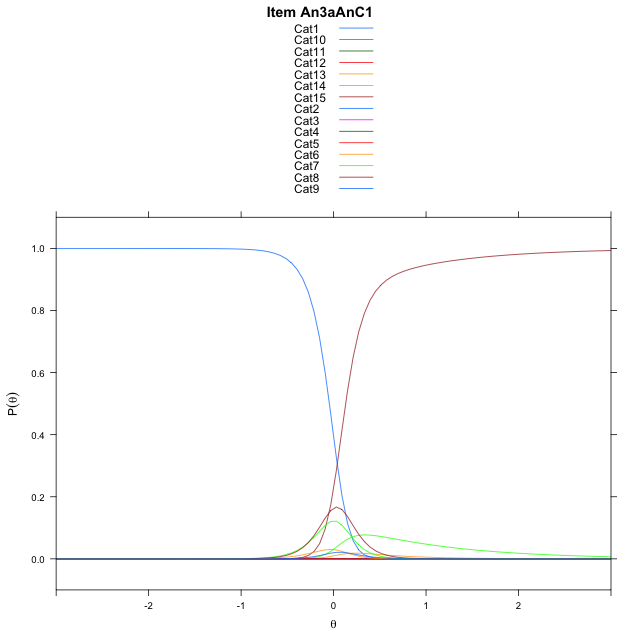 Item An3aAnC1
Cat1
Cat10
Cat11
Cat12
Cat13
Cat14
Cat15
Cat2
Cat3
Cat4
Cat5
Cat6
Cat7
Cat8
Cat9
1.0
0.8
0.6
0.4
0.2
0.0
P(θ)
-2 -1 0 1 2
θ